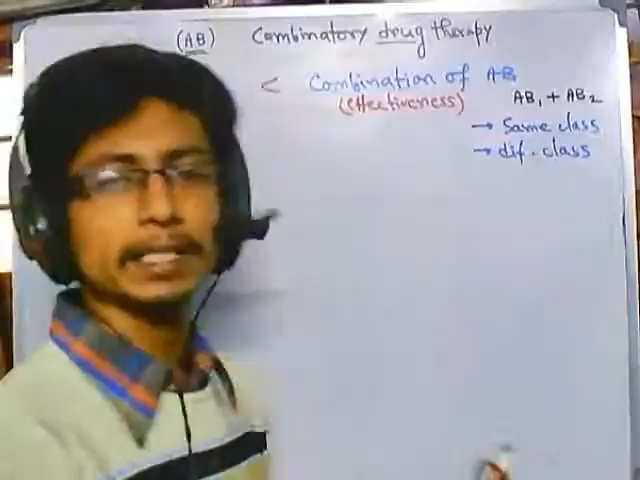 (AB) Combinatory drug therapy
< Combination of AB
(Effectiveness)
AB₁ + AB₂
→ Same class
→ dif. class